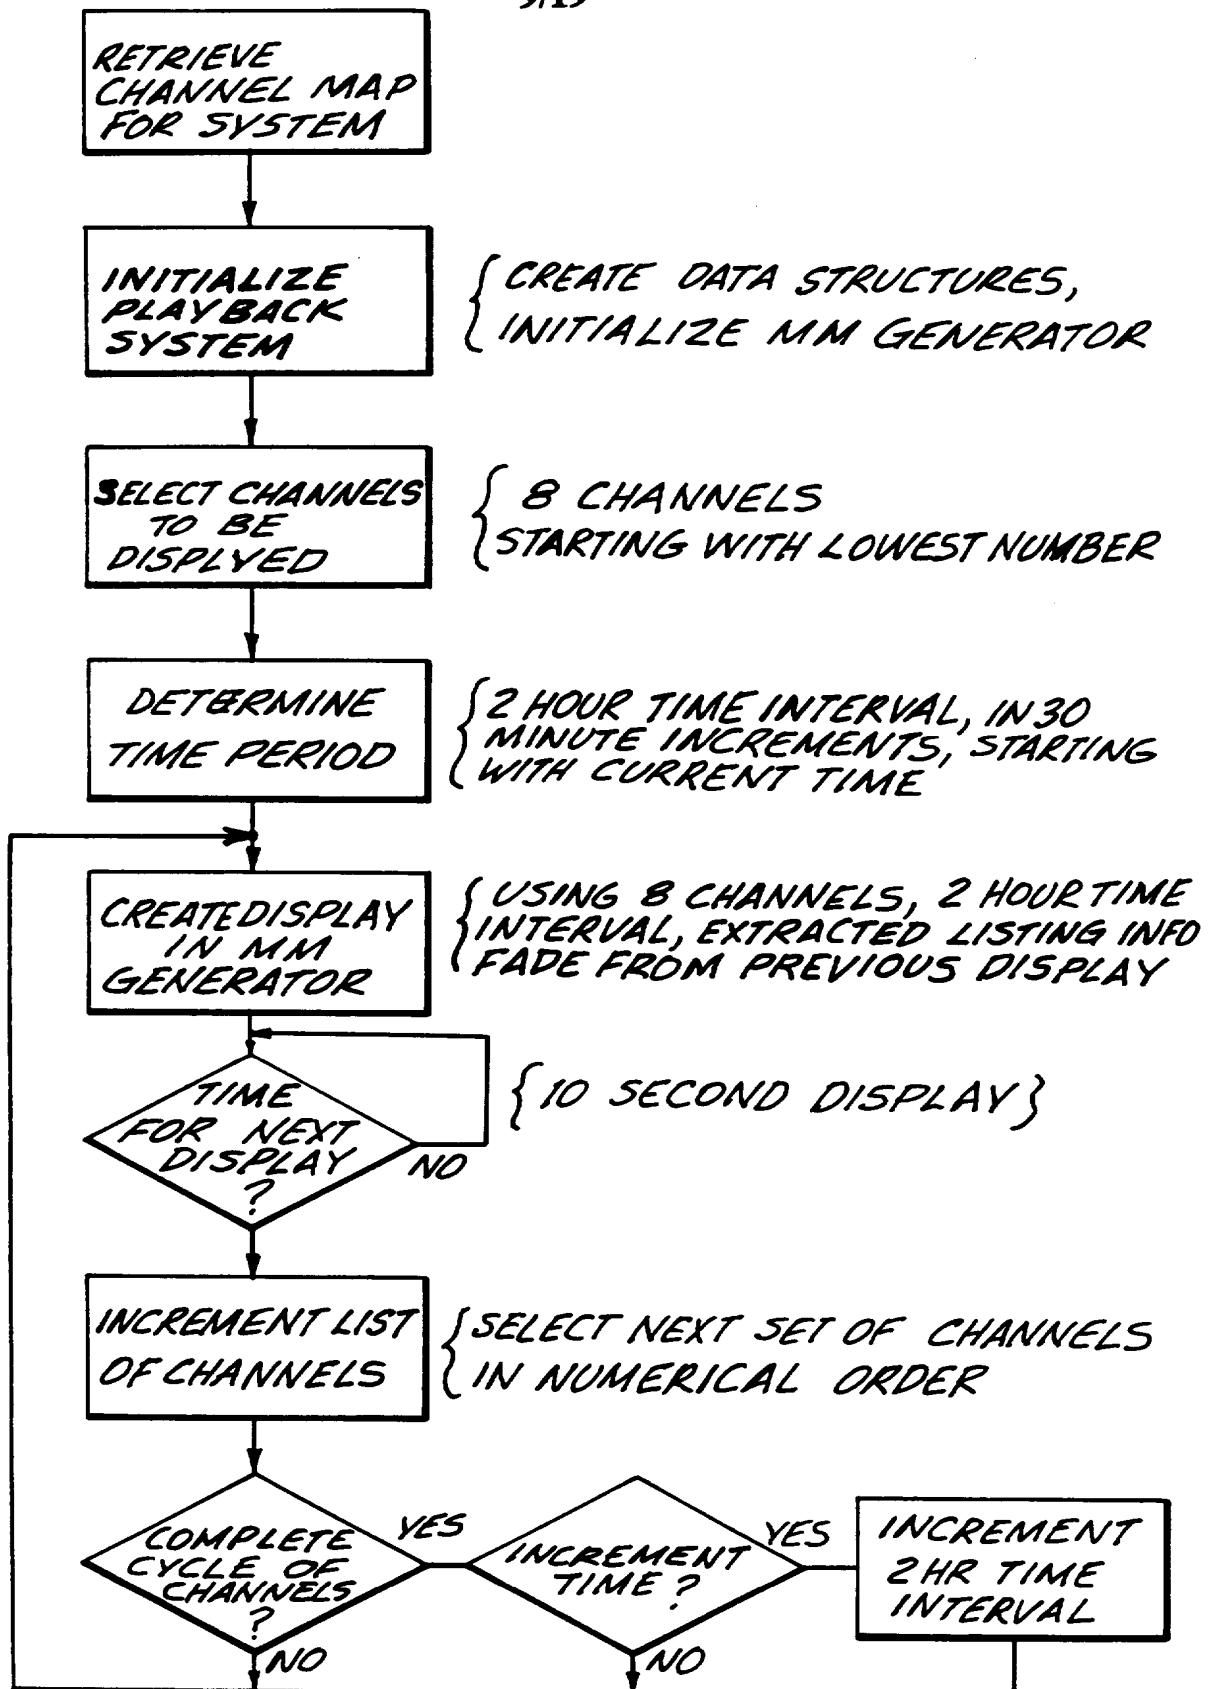 RETRIEVE
CHANNEL MAP
FOR SYSTEM
INITIALIZE
PLAYBACK
SYSTEM
{ CREATE DATA STRUCTURES,
INITIALIZE MM GENERATOR
SELECT CHANNELS
TO BE
DISPLYED
{ 8 CHANNELS
STARTING WITH LOWEST NUMBER
DETERMINE
TIME PERIOD
{ 2 HOUR TIME INTERVAL, IN 30
MINUTE INCREMENTS, STARTING
WITH CURRENT TIME
CREATE DISPLAY
IN MM
GENERATOR
{ USING 8 CHANNELS, 2 HOUR TIME
INTERVAL, EXTRACTED LISTING INFO
FADE FROM PREVIOUS DISPLAY
TIME
FOR NEXT
DISPLAY
?
NO
{ 10 SECOND DISPLAY }
INCREMENT LIST
OF CHANNELS
{ SELECT NEXT SET OF CHANNELS
IN NUMERICAL ORDER
COMPLETE
CYCLE OF
CHANNELS
?
YES
NO
INCREMENT
TIME ?
YES
NO
INCREMENT
2 HR TIME
INTERVAL